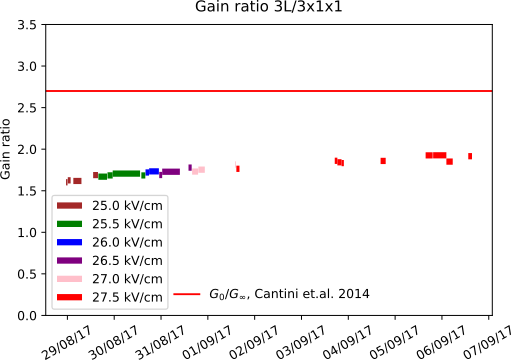 Gain ratio 3L/3x1x1
Gain ratio
3.5
3.0
2.5
2.0
1.5
1.0
0.5
0.0
25.0 kV/cm
25.5 kV/cm
26.0 kV/cm
26.5 kV/cm
27.0 kV/cm
27.5 kV/cm
G₀/G∞, Cantini et.al. 2014
29/08/17
30/08/17
31/08/17
01/09/17
02/09/17
03/09/17
04/09/17
05/09/17
06/09/17
07/09/17